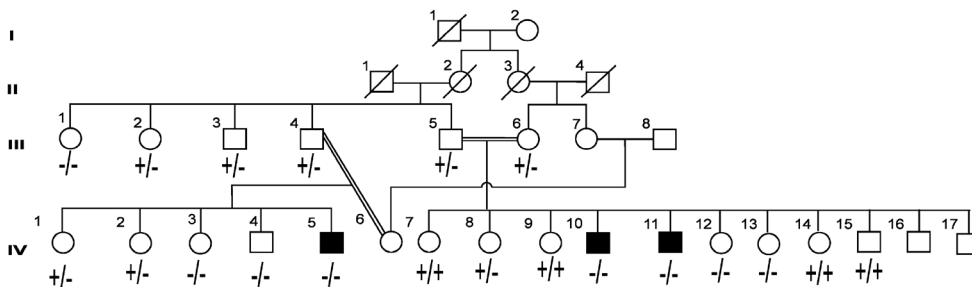 1 2
I
1 2 3 4
II
1 2 3 4 5 6 7 8
III
-/- +/- +/- +/- +/- +/-
1 2 3 4 5 6 7 8 9 10 11 12 13 14 15 16 17
IV
+/- +/- -/- -/- -/- +/+ +/- +/+ -/- -/- -/- -/- +/+ +/+